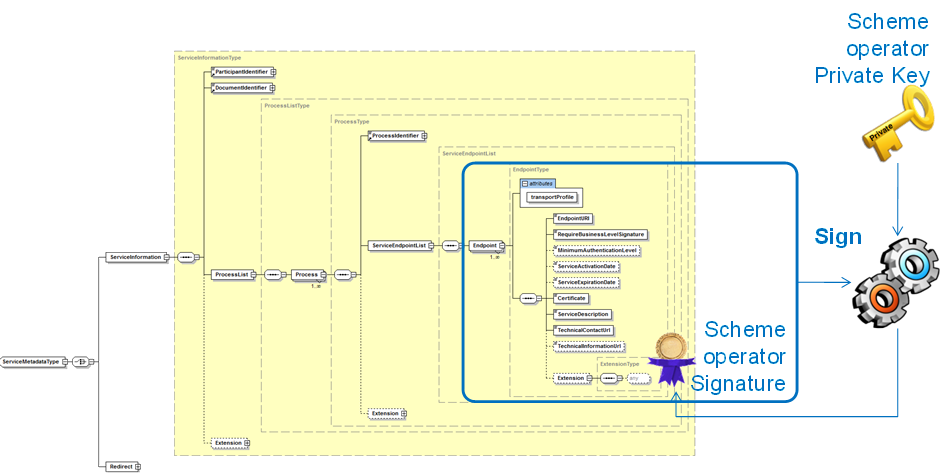 Scheme
operator
Private Key
Private
ServiceInformationType
ParticipantIdentifier
DocumentIdentifier
ProcessListType
ProcessType
ProcessIdentifier
ServiceEndpointList
EndpointType
attributes
transportProfile
EndpointURI
RequireBusinessLevelSignature
Sign
ServiceEndpointList
Endpoint
1..∞
MinimumAuthenticationLevel
ServiceInformation
ServiceActivationDate
ProcessList
Process
1..∞
ServiceExpirationDate
Certificate
ServiceDescription
TechnicalContactUrl
TechnicalInformationUrl
Scheme
operator
Signature
ServiceMetadataType
ExtensionType
Extension
any
Extension
Extension
Redirect